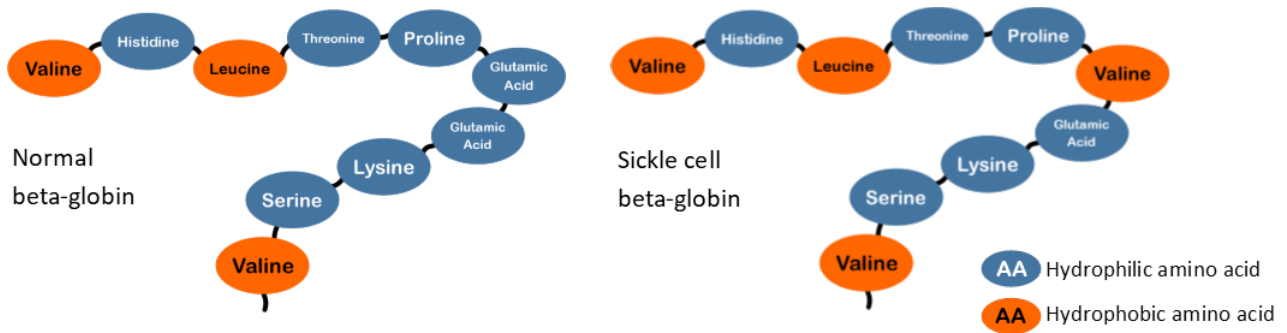 Valine
Histidine
Leucine
Threonine
Proline
Glutamic
Acid
Glutamic
Acid
Lysine
Serine
Valine
Normal
beta-globin
Valine
Histidine
Leucine
Threonine
Proline
Valine
Glutamic
Acid
Lysine
Serine
Valine
Sickle cell
beta-globin
AA Hydrophilic amino acid
AA Hydrophobic amino acid